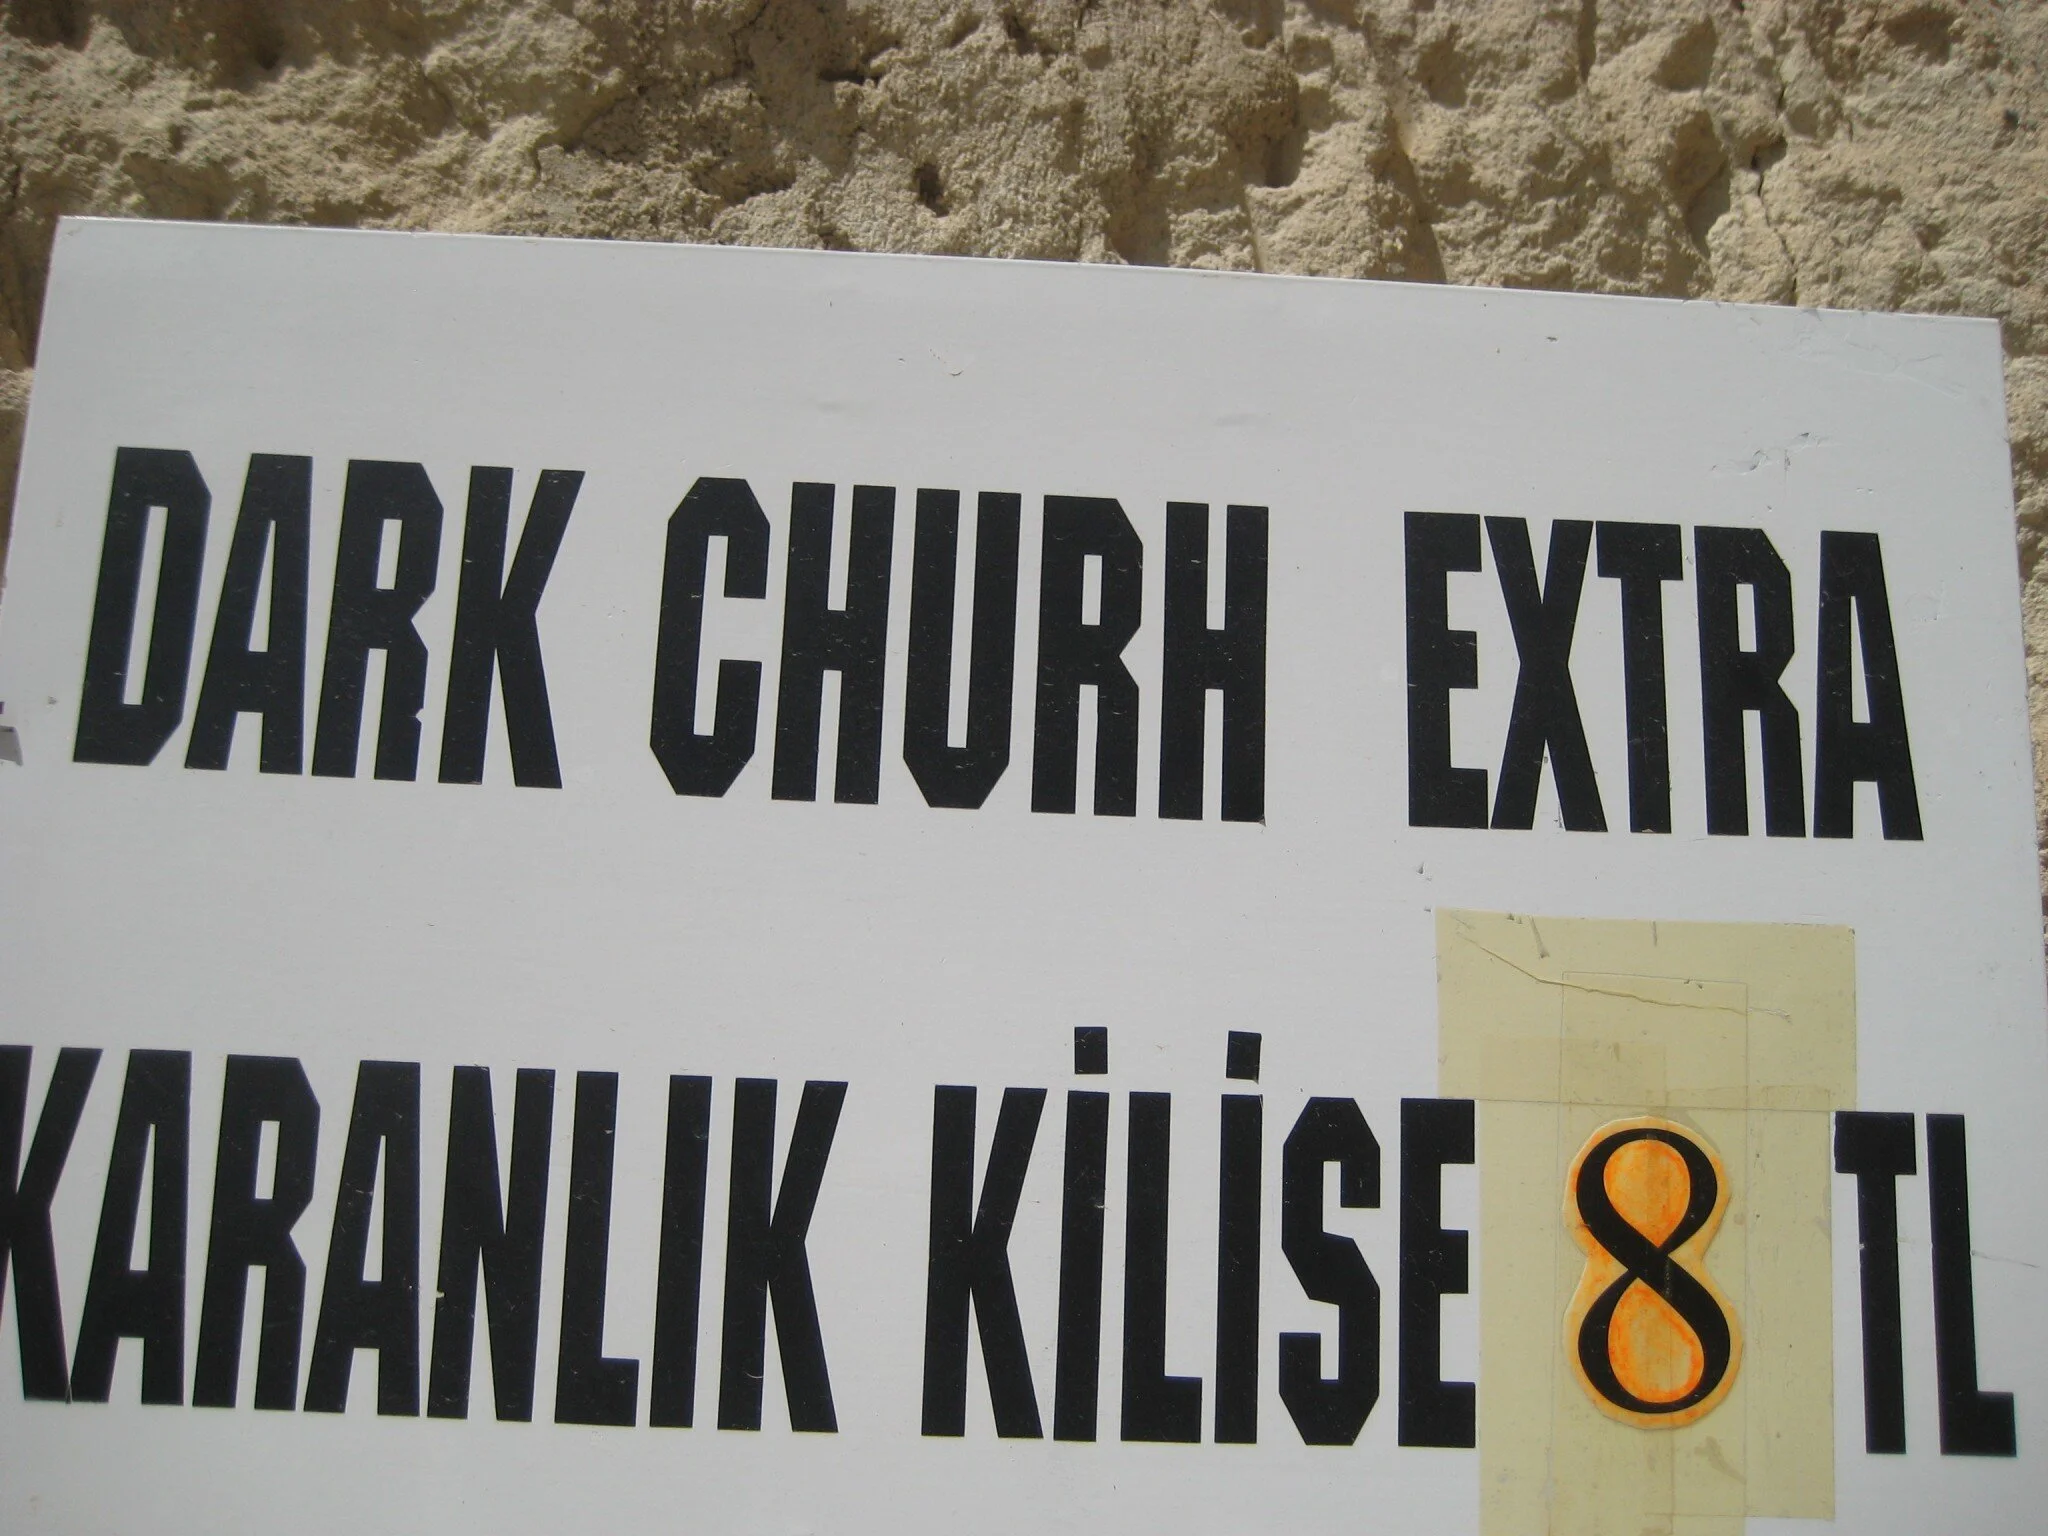 DARK CHURH EXTRA
KARANLIK KİLİSE 8 TL